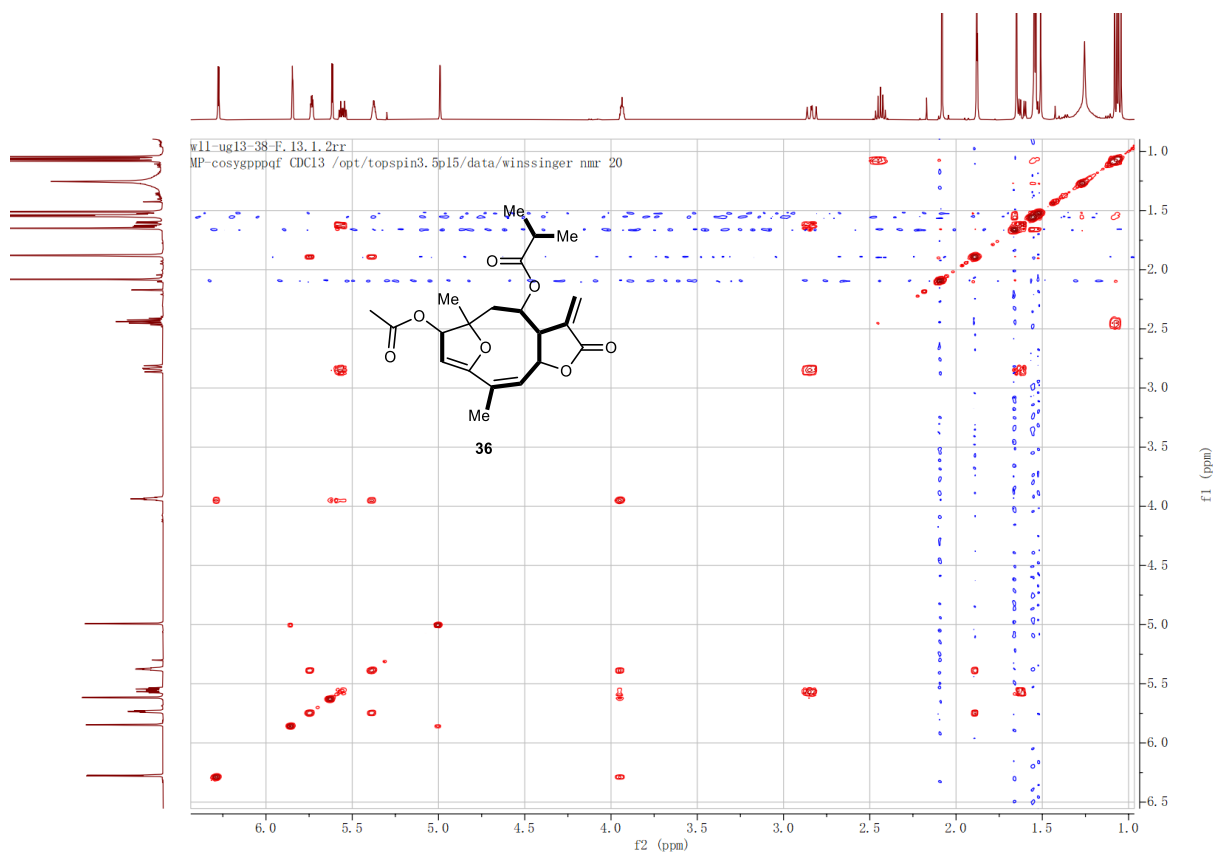 w11-ug13-38-F.13.1.2rr
MP-cosygpppqf CDCl3 /opt/topspin3.5pl5/data/winssinger nmr 20
Me
Me
O
O
Me
O
O
O
O
O
Me
36
1.0
1.5
2.0
2.5
3.0
3.5
4.0
4.5
5.0
5.5
6.0
6.5
f1 (ppm)
6.0 5.5 5.0 4.5 4.0 3.5 3.0 2.5 2.0 1.5 1.0
f2 (ppm)